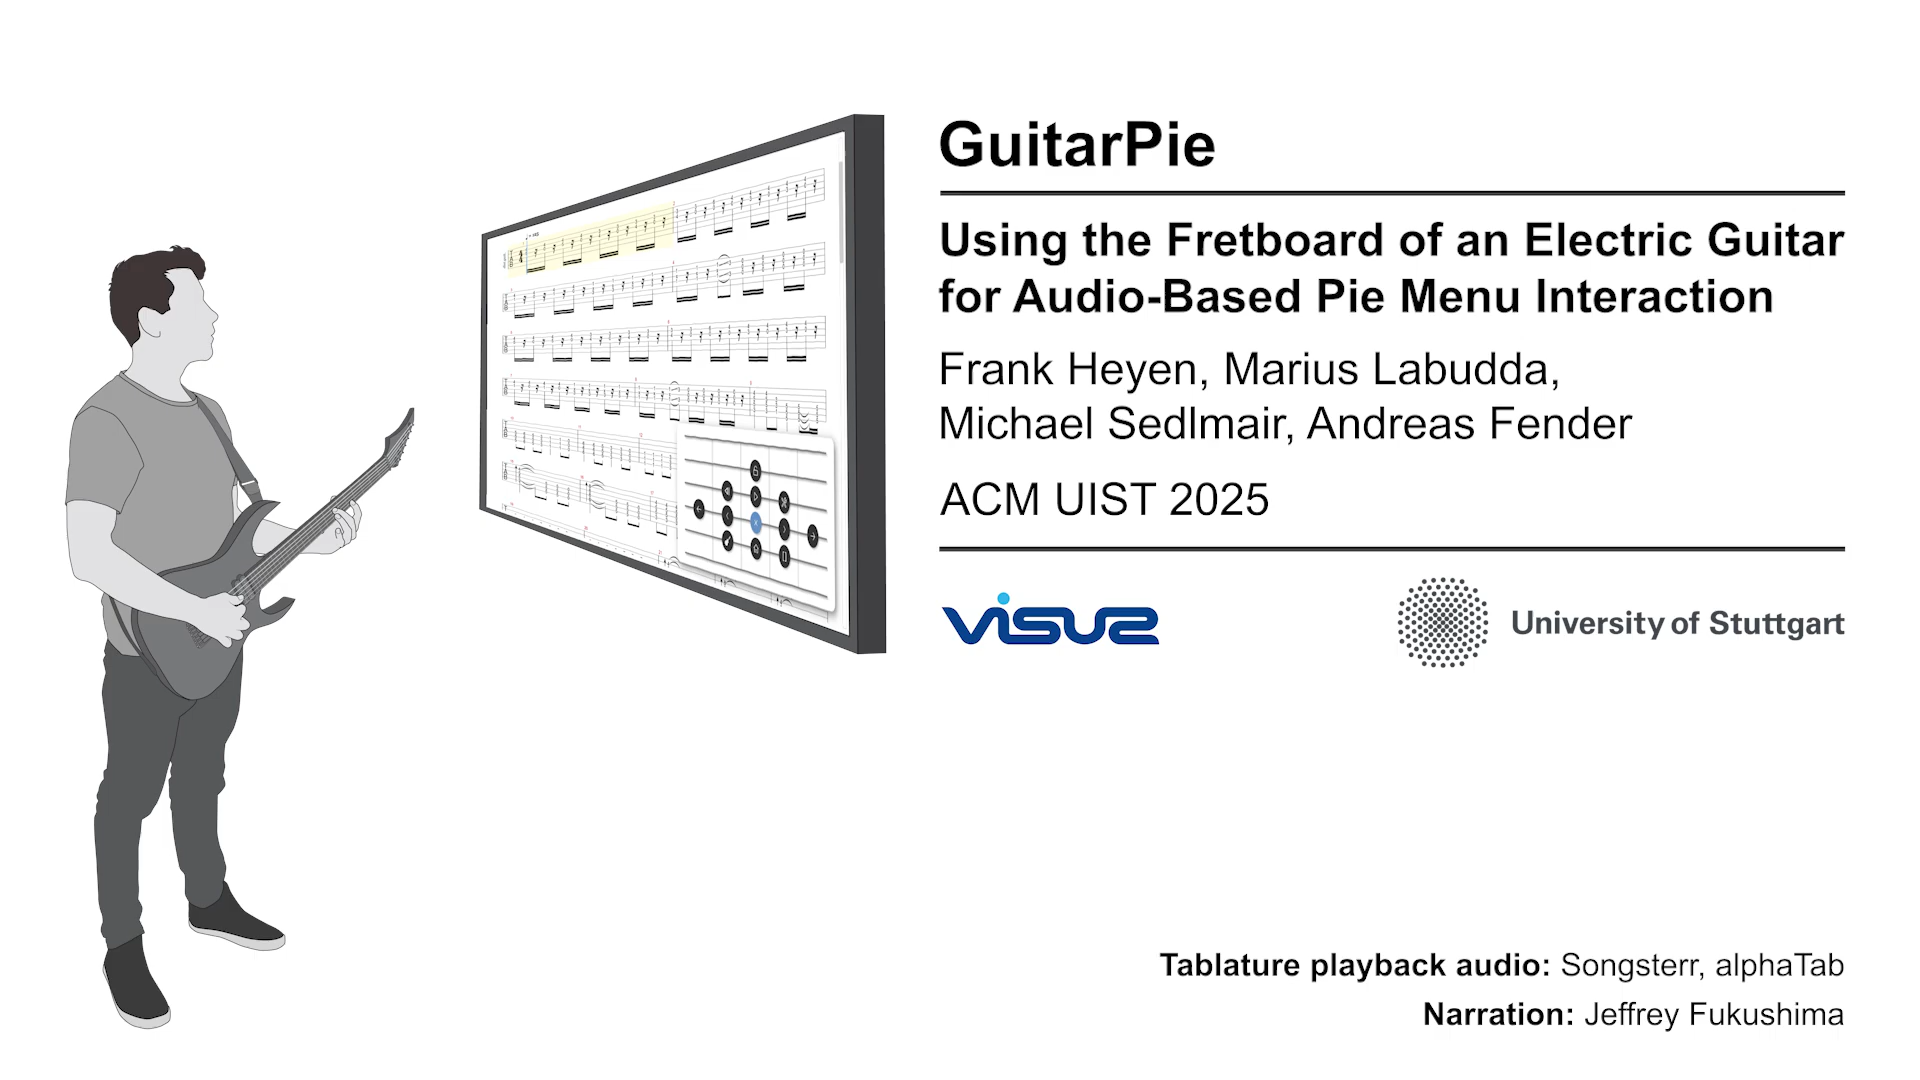 GuitarPie
Using the Fretboard of an Electric Guitar
for Audio-Based Pie Menu Interaction
Frank Heyen, Marius Labudda,
Michael Sedlmair, Andreas Fender
ACM UIST 2025
visus
University of Stuttgart
Tablature playback audio: Songsterr, alphaTab
Narration: Jeffrey Fukushima